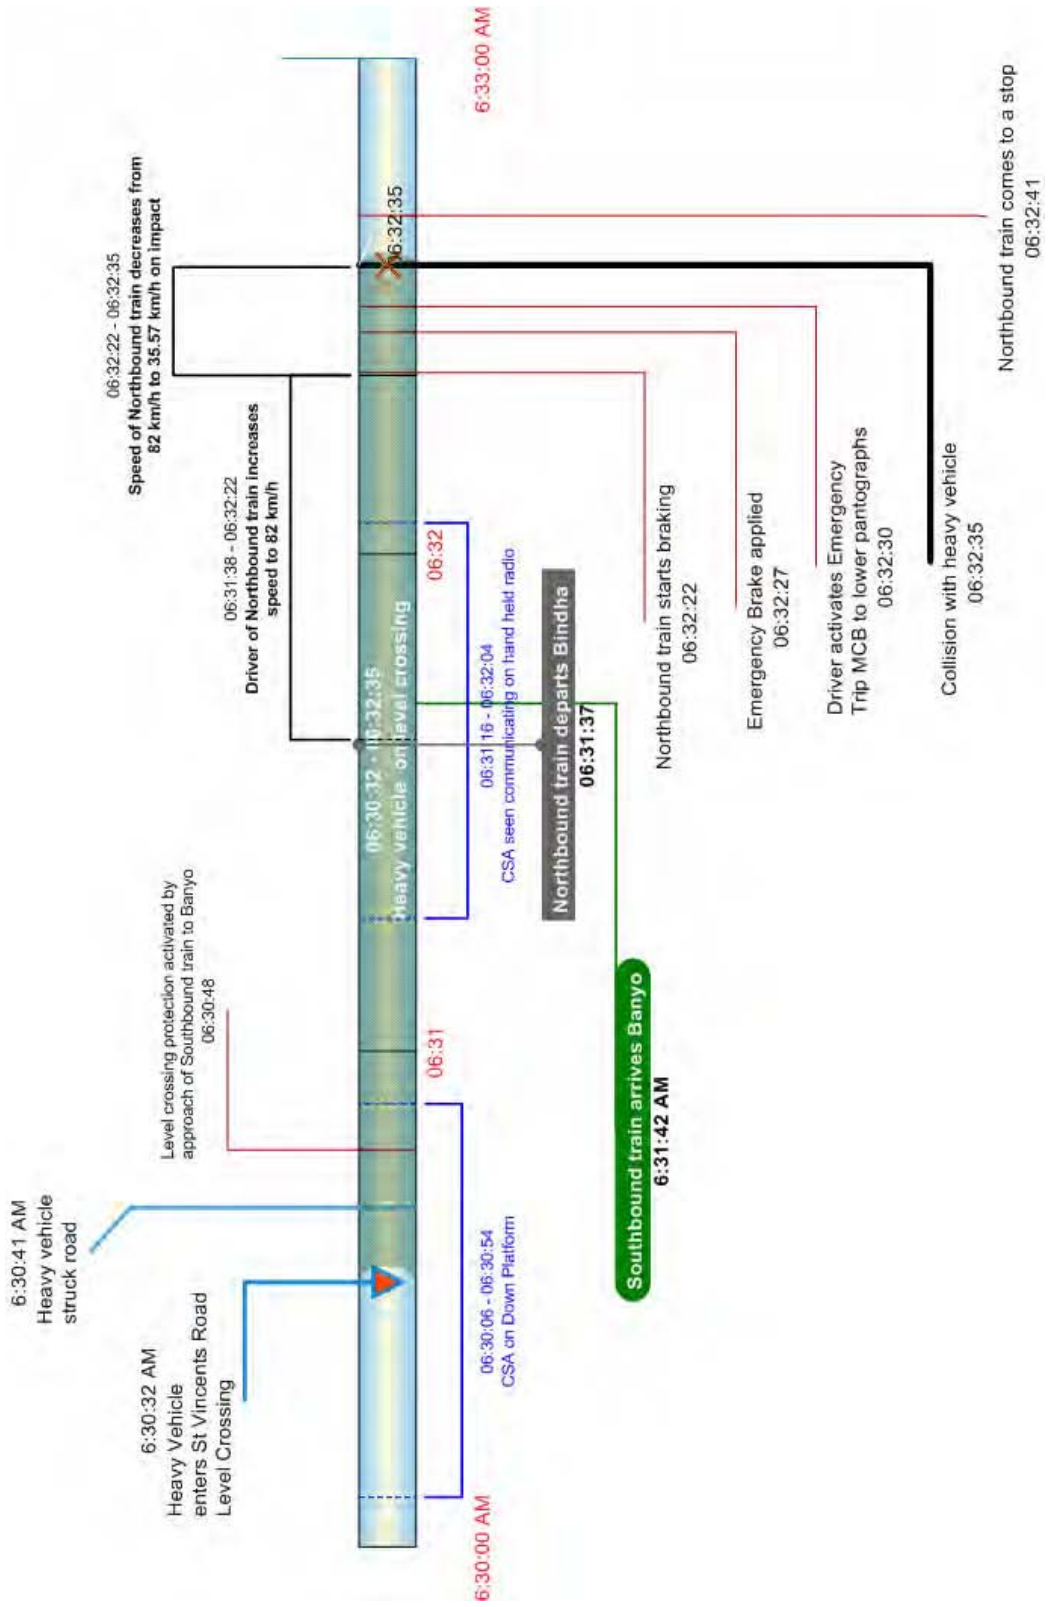 6:30:41 AM
Heavy vehicle
struck road
6:30:32 AM
Heavy Vehicle
enters St Vincents Road
Level Crossing
Level crossing protection activated by
approach of Southbound train to Banyo
06:30:48
06:31:38 - 06:32:22
Driver of Northbound train increases
speed to 82 km/h
06:32:22 - 06:32:35
Speed of Northbound train decreases from
82 km/h to 35.57 km/h on impact
06:30:32 - 06:32:35
Heavy vehicle on level crossing
06:32:35
6:30:00 AM
06:31
06:32
6:33:00 AM
06:30:06 - 06:30:54
CSA on Down Platform
06:31:16 - 06:32:04
CSA seen communicating on hand held radio
Northbound train departs Bindha
06:31:37
Southbound train arrives Banyo
6:31:42 AM
Northbound train starts braking
06:32:22
Emergency Brake applied
06:32:27
Driver activates Emergency
Trip MCB to lower pantographs
06:32:30
Collision with heavy vehicle
06:32:35
Northbound train comes to a stop
06:32:41